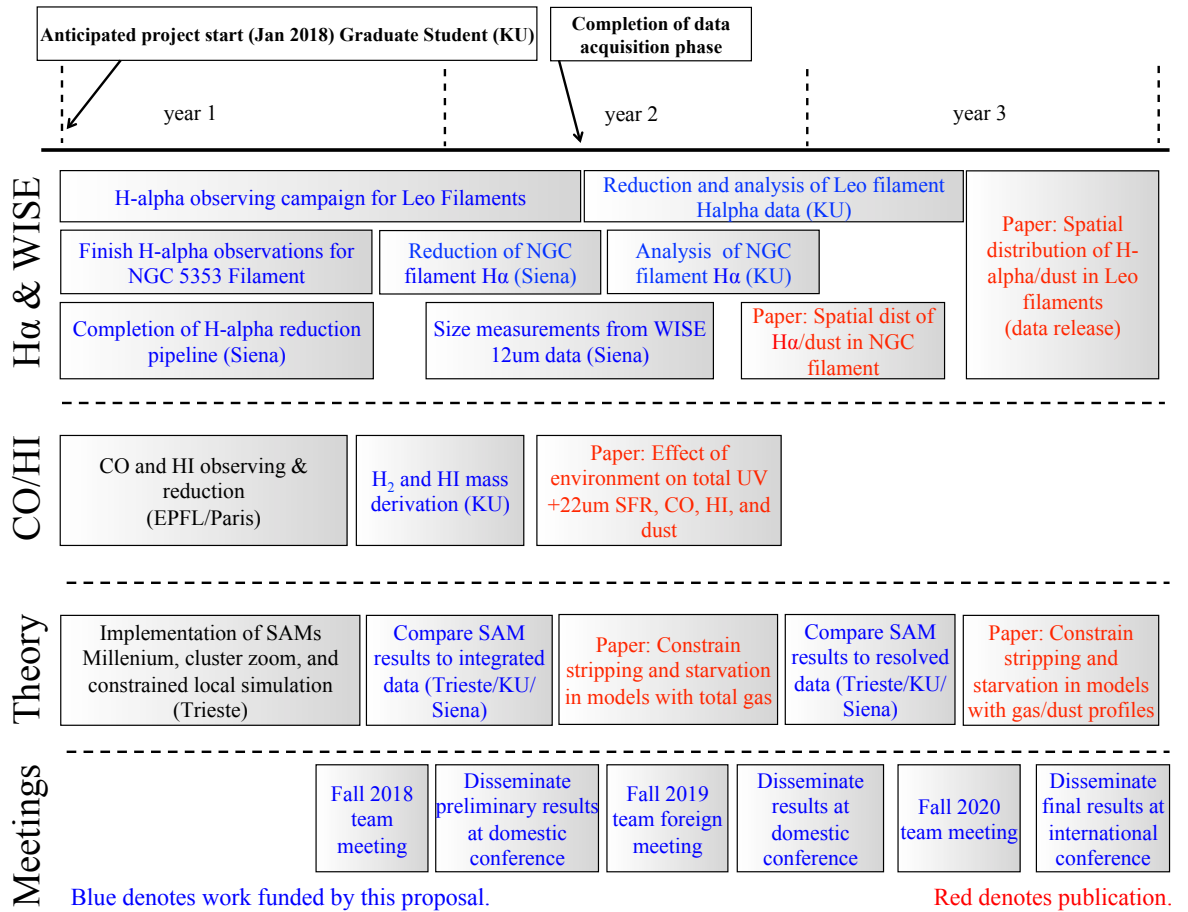 Anticipated project start (Jan 2018) Graduate Student (KU)
Completion of data
acquisition phase
year 1
year 2
year 3
Hα & WISE
H-alpha observing campaign for Leo Filaments
Reduction and analysis of Leo filament
Halpha data (KU)
Paper: Spatial
distribution of H-
alpha/dust in Leo
filaments
(data release)
Finish H-alpha observations for
NGC 5353 Filament
Reduction of NGC
filament Hα (Siena)
Analysis of NGC
filament Hα (KU)
Completion of H-alpha reduction
pipeline (Siena)
Size measurements from WISE
12um data (Siena)
Paper: Spatial dist of
Hα/dust in NGC
filament
CO/HI
CO and HI observing &
reduction
(EPFL/Paris)
H₂ and HI mass
derivation (KU)
Paper: Effect of
environment on total UV
+22um SFR, CO, HI, and
dust
Theory
Implementation of SAMs
Millenium, cluster zoom, and
constrained local simulation
(Trieste)
Compare SAM
results to integrated
data (Trieste/KU/
Siena)
Paper: Constrain
stripping and starvation
in models with total gas
Compare SAM
results to resolved
data (Trieste/KU/
Siena)
Paper: Constrain
stripping and
starvation in models
with gas/dust profiles
Meetings
Fall 2018
team
meeting
Disseminate
preliminary results
at domestic
conference
Fall 2019
team foreign
meeting
Disseminate
results at
domestic
conference
Fall 2020
team meeting
Disseminate
final results at
international
conference
Blue denotes work funded by this proposal.
Red denotes publication.